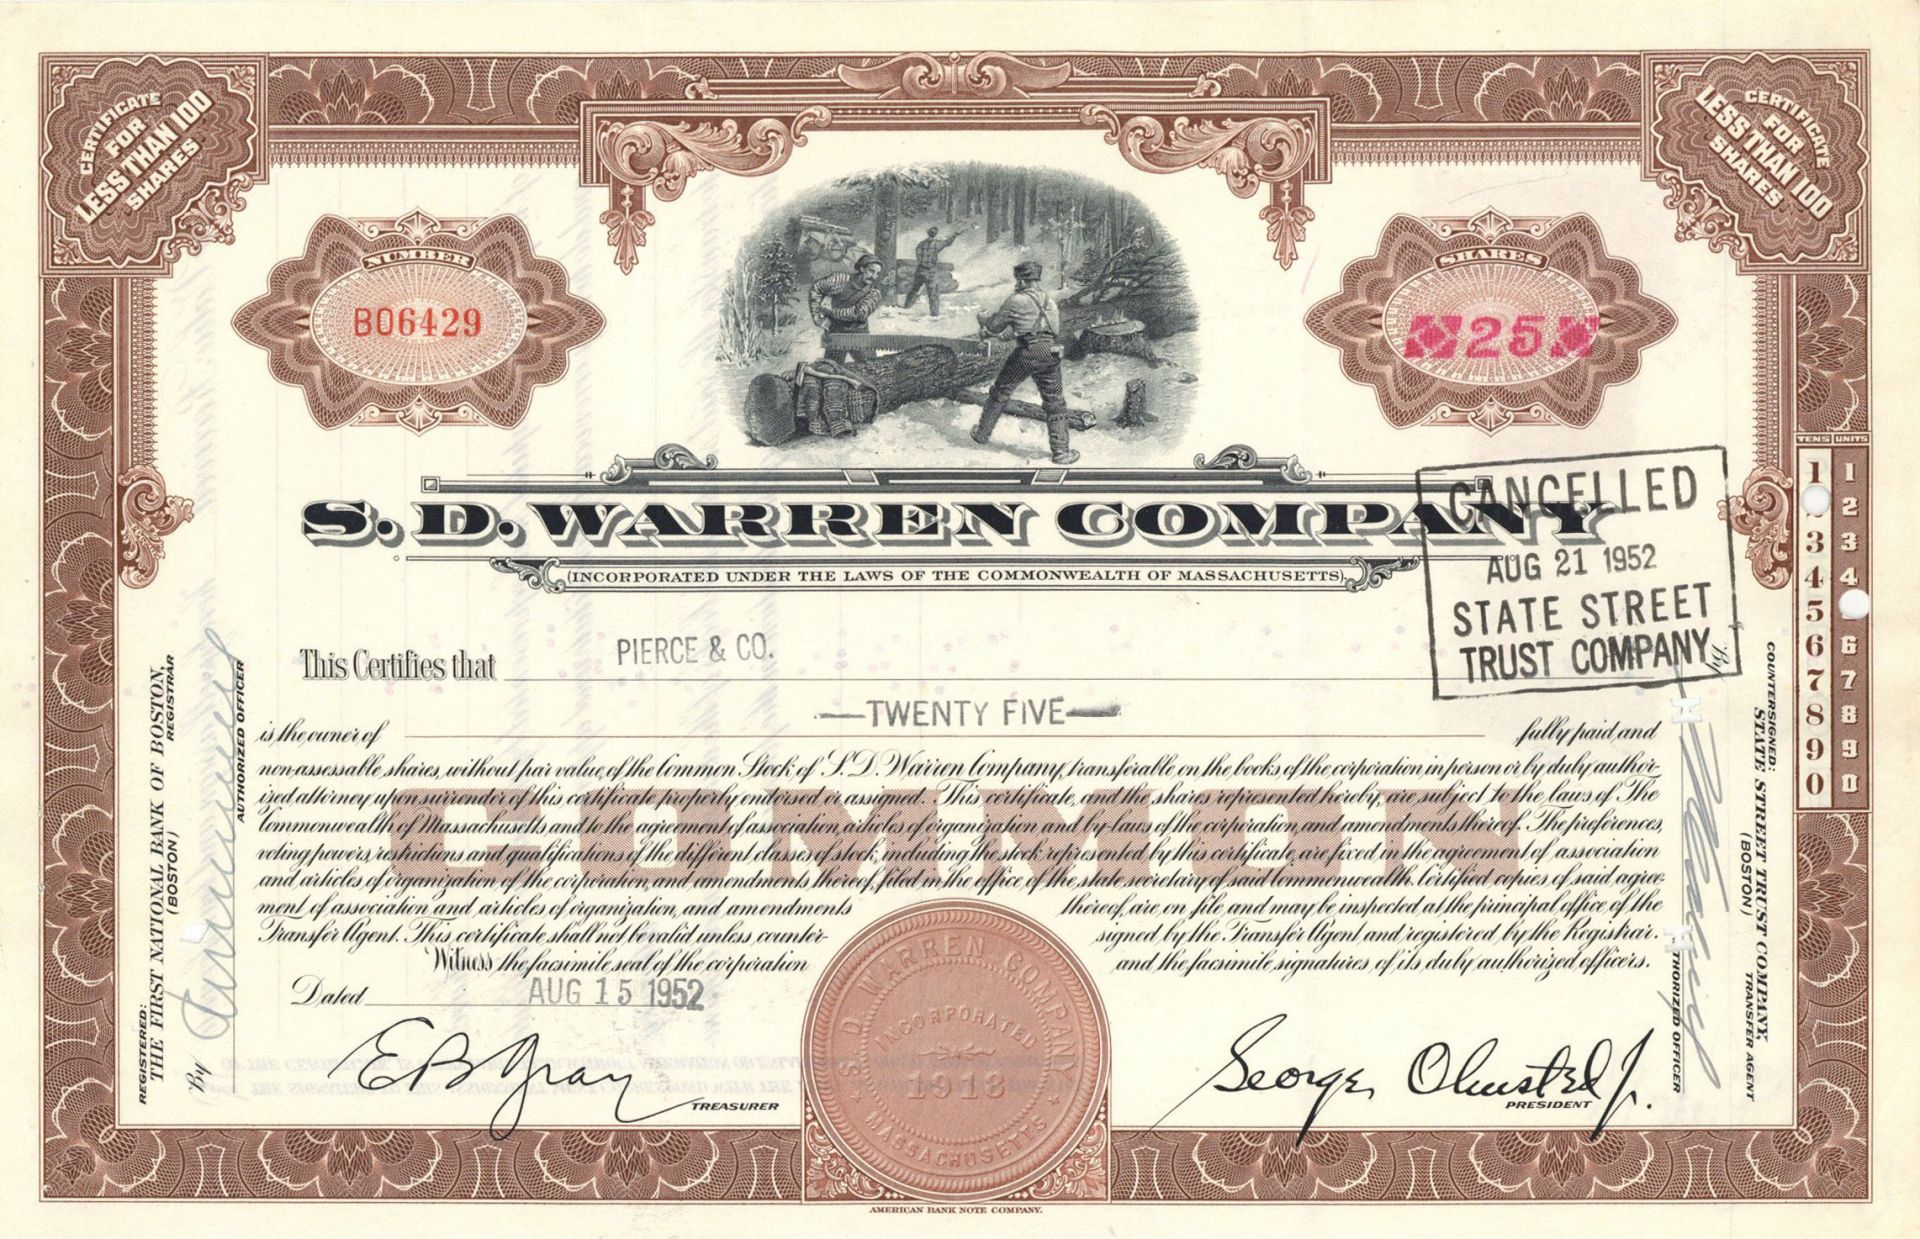 CERTIFICATE
FOR
LESS THAN 100
SHARES
CERTIFICATE
FOR
LESS THAN 100
SHARES
NUMBER
B06429
SHARES
25
S. D. WARREN COMPANY
(INCORPORATED UNDER THE LAWS OF THE COMMONWEALTH OF MASSACHUSETTS)
CANCELLED
AUG 21 1952
STATE STREET
TRUST COMPANY
TENS UNITS
1 1
2
3 3
4 4
5
6 6
7 7
8 8
9 9
0 0
This Certifies that PIERCE & CO.
—TWENTY FIVE—
is the owner of fully paid and
non-assessable shares, without par value, of the Common Stock of S. D. Warren Company, transferable on the books of the corporation in person or by duly author-
ized attorney upon surrender of this certificate properly endorsed or assigned. This certificate, and the shares represented hereby, are subject to the laws of The
Commonwealth of Massachusetts and to the agreement of association, articles of organization and by-laws of the corporation, and amendments thereof. The preferences,
voting powers, restrictions and qualifications of the different classes of stock, including the stock represented by this certificate, are fixed in the agreement of association
and articles of organization of the corporation, and amendments thereof, filed in the office of the state secretary of said Commonwealth. Certified copies of said agree-
ment of association and articles of organization, and amendments thereof, are on file and may be inspected at the principal office of the
Transfer Agent. This certificate shall not be valid unless counter- signed by the Transfer Agent and registered by the Registrar.
Witness the facsimile seal of the corporation and the facsimile signatures of its duly authorized officers.
COMMON
Dated AUG 15 1952
E B Gray
TREASURER
S. D. WARREN COMPANY
INCORPORATED
1918
MASSACHUSETTS
George Olmsted Jr.
PRESIDENT
REGISTERED:
THE FIRST NATIONAL BANK OF BOSTON,
(BOSTON) REGISTRAR
By
AUTHORIZED OFFICER
COUNTERSIGNED:
STATE STREET TRUST COMPANY,
(BOSTON) TRANSFER AGENT
By
THORIZED OFFICER
AMERICAN BANK NOTE COMPANY.